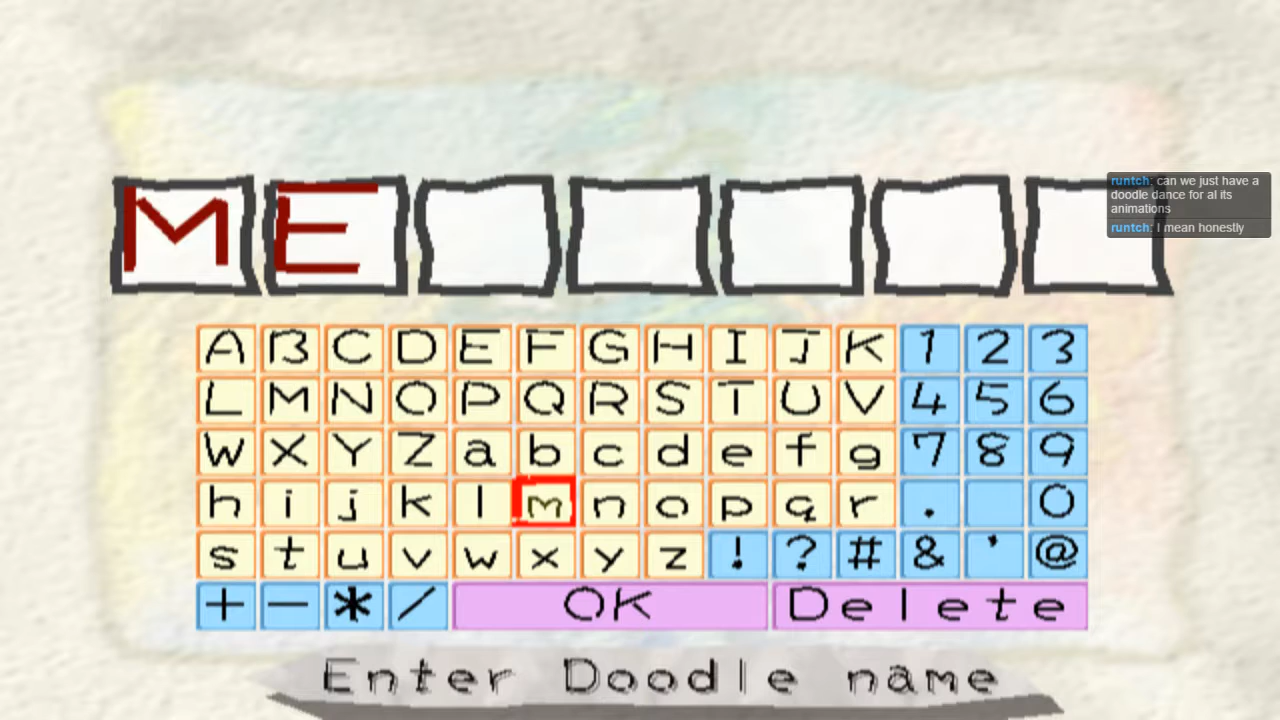 ME
runtch: can we just have a
doodle dance for al its
animations
runtch: I mean honestly
A B C D E F G H I J K 1 2 3
L M N O P Q R S T U V 4 5 6
W X Y Z a b c d e f g 7 8 9
h i j k l m n o p q r . 0
s t u v w x y z ! ? # & ' @
+ - * / OK Delete
Enter Doodle name